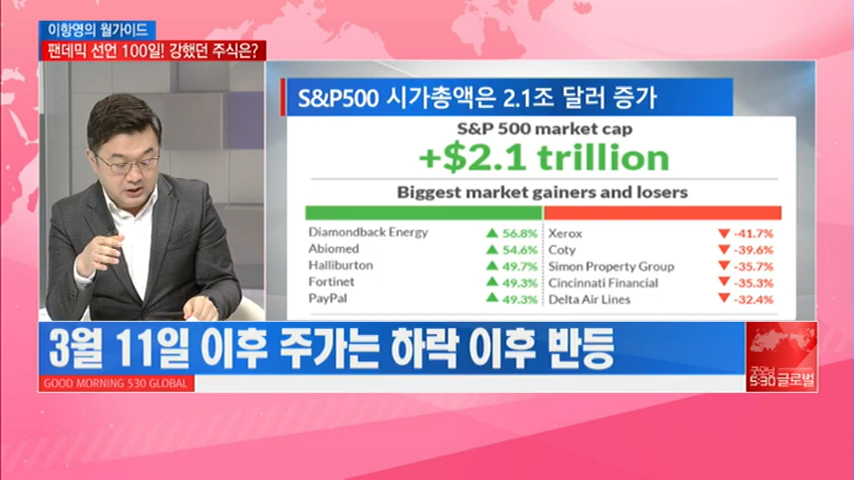 이항영의 월가이드
팬데믹 선언 100일! 강했던 주식은?
S&P500 시가총액은 2.1조 달러 증가
S&P 500 market cap
+$2.1 trillion
Biggest market gainers and losers
Diamondback Energy ▲ 56.8% Xerox ▼ -41.7%
Abiomed ▲ 54.6% Coty ▼ -39.6%
Halliburton ▲ 49.7% Simon Property Group ▼ -35.7%
Fortinet ▲ 49.3% Cincinnati Financial ▼ -35.3%
PayPal ▲ 49.3% Delta Air Lines ▼ -32.4%
3월 11일 이후 주가는 하락 이후 반등
GOOD MORNING 530 GLOBAL
굿모닝
5:30 글로벌